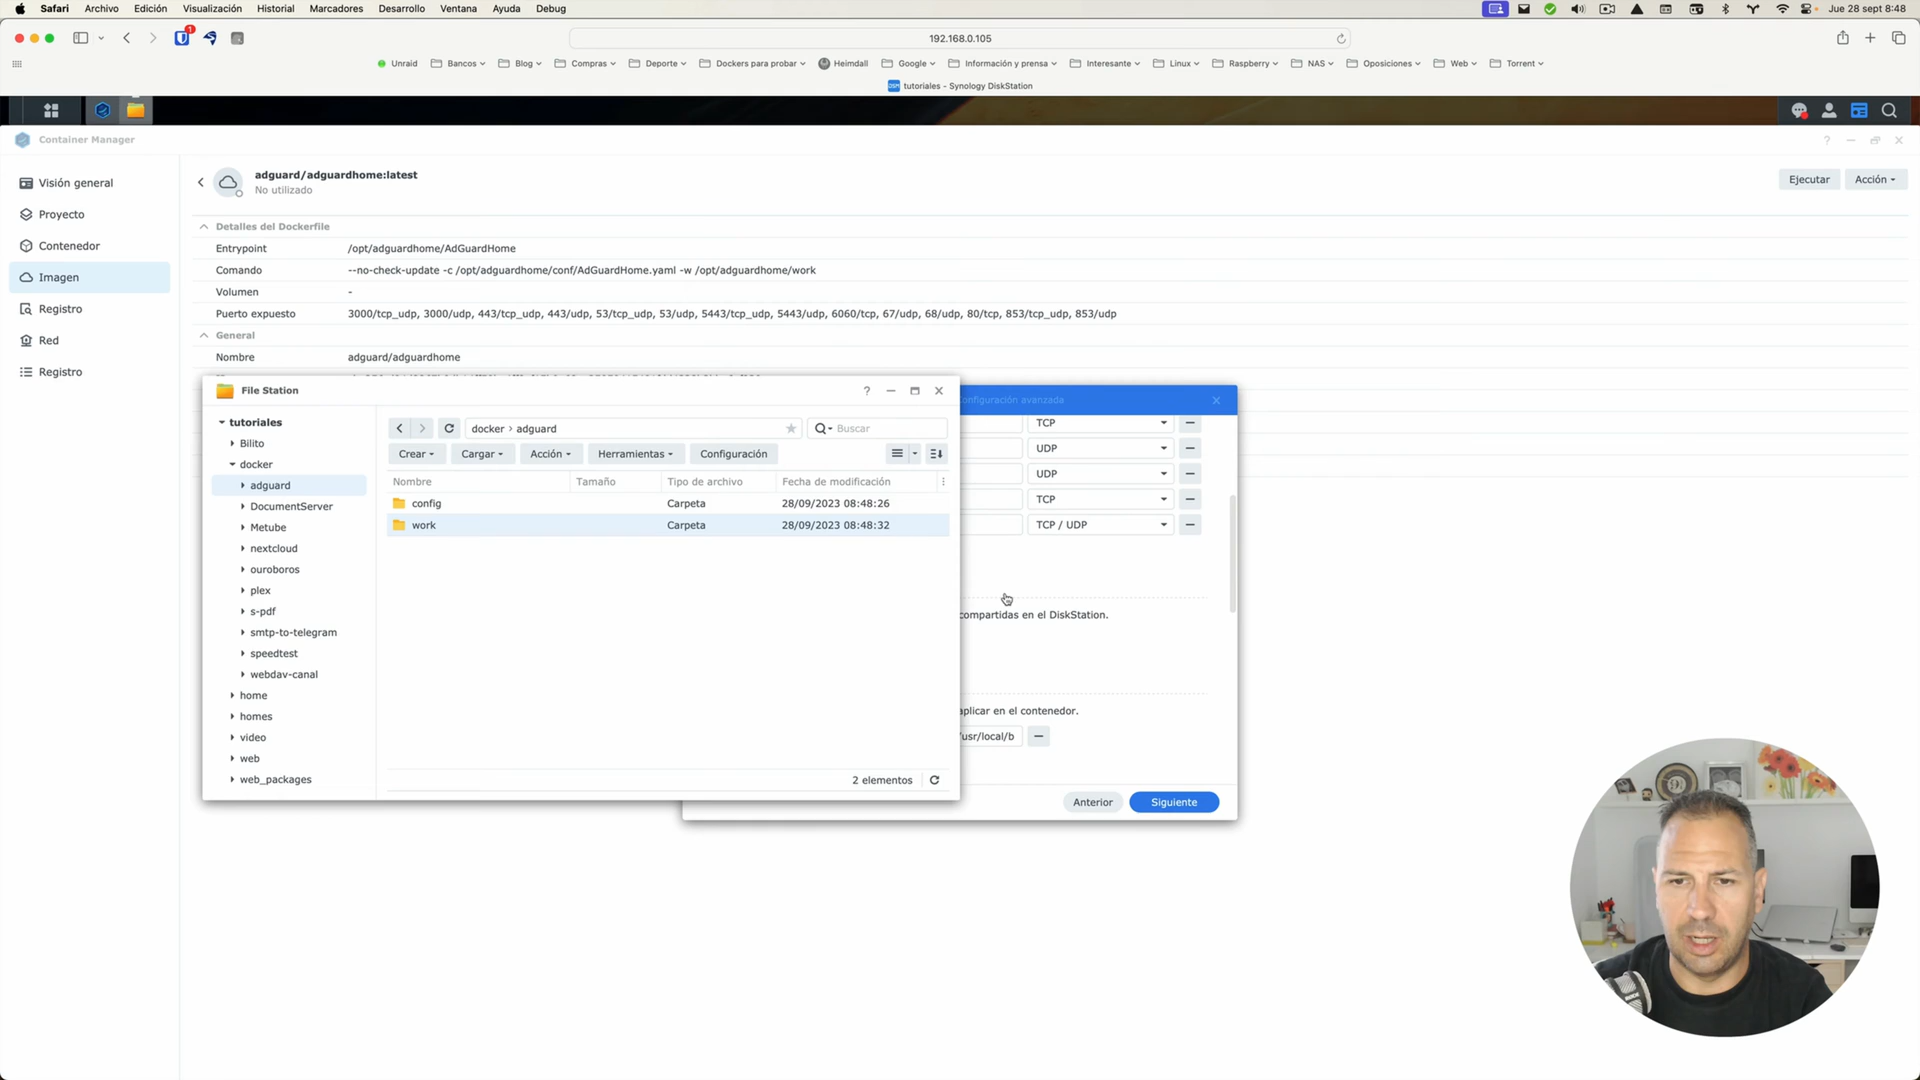 Safari Archivo Edición Visualización Historial Marcadores Desarrollo Ventana Ayuda Debug Jue 28 sept 8:48
1 192.168.0.105
Unraid Bancos Blog Compras Deporte Dockers para probar Heimdall Google Información y prensa Interesante Linux Raspberry NAS Oposiciones Web Torrent
DSM tutoriales - Synology DiskStation
Container Manager
Visión general
Proyecto
Contenedor
Imagen
Registro
Red
Registro
adguard/adguardhome:latest
No utilizado
Ejecutar Acción
Detalles del Dockerfile
Entrypoint /opt/adguardhome/AdGuardHome
Comando --no-check-update -c /opt/adguardhome/conf/AdGuardHome.yaml -w /opt/adguardhome/work
Volumen -
Puerto expuesto 3000/tcp_udp, 3000/udp, 443/tcp_udp, 443/udp, 53/tcp_udp, 53/udp, 5443/tcp_udp, 5443/udp, 6060/tcp, 67/udp, 68/udp, 80/tcp, 853/tcp_udp, 853/udp
General
Nombre adguard/adguardhome
File Station
tutoriales
Bilito
docker
adguard
DocumentServer
Metube
nextcloud
ouroboros
plex
s-pdf
smtp-to-telegram
speedtest
webdav-canal
home
homes
video
web
web_packages
docker › adguard
Buscar
Crear Cargar Acción Herramientas Configuración
Nombre Tamaño Tipo de archivo Fecha de modificación
config Carpeta 28/09/2023 08:48:26
work Carpeta 28/09/2023 08:48:32
2 elementos
onfiguración avanzada
TCP
UDP
UDP
TCP
TCP / UDP
compartidas en el DiskStation.
aplicar en el contenedor.
/usr/local/b
Anterior Siguiente